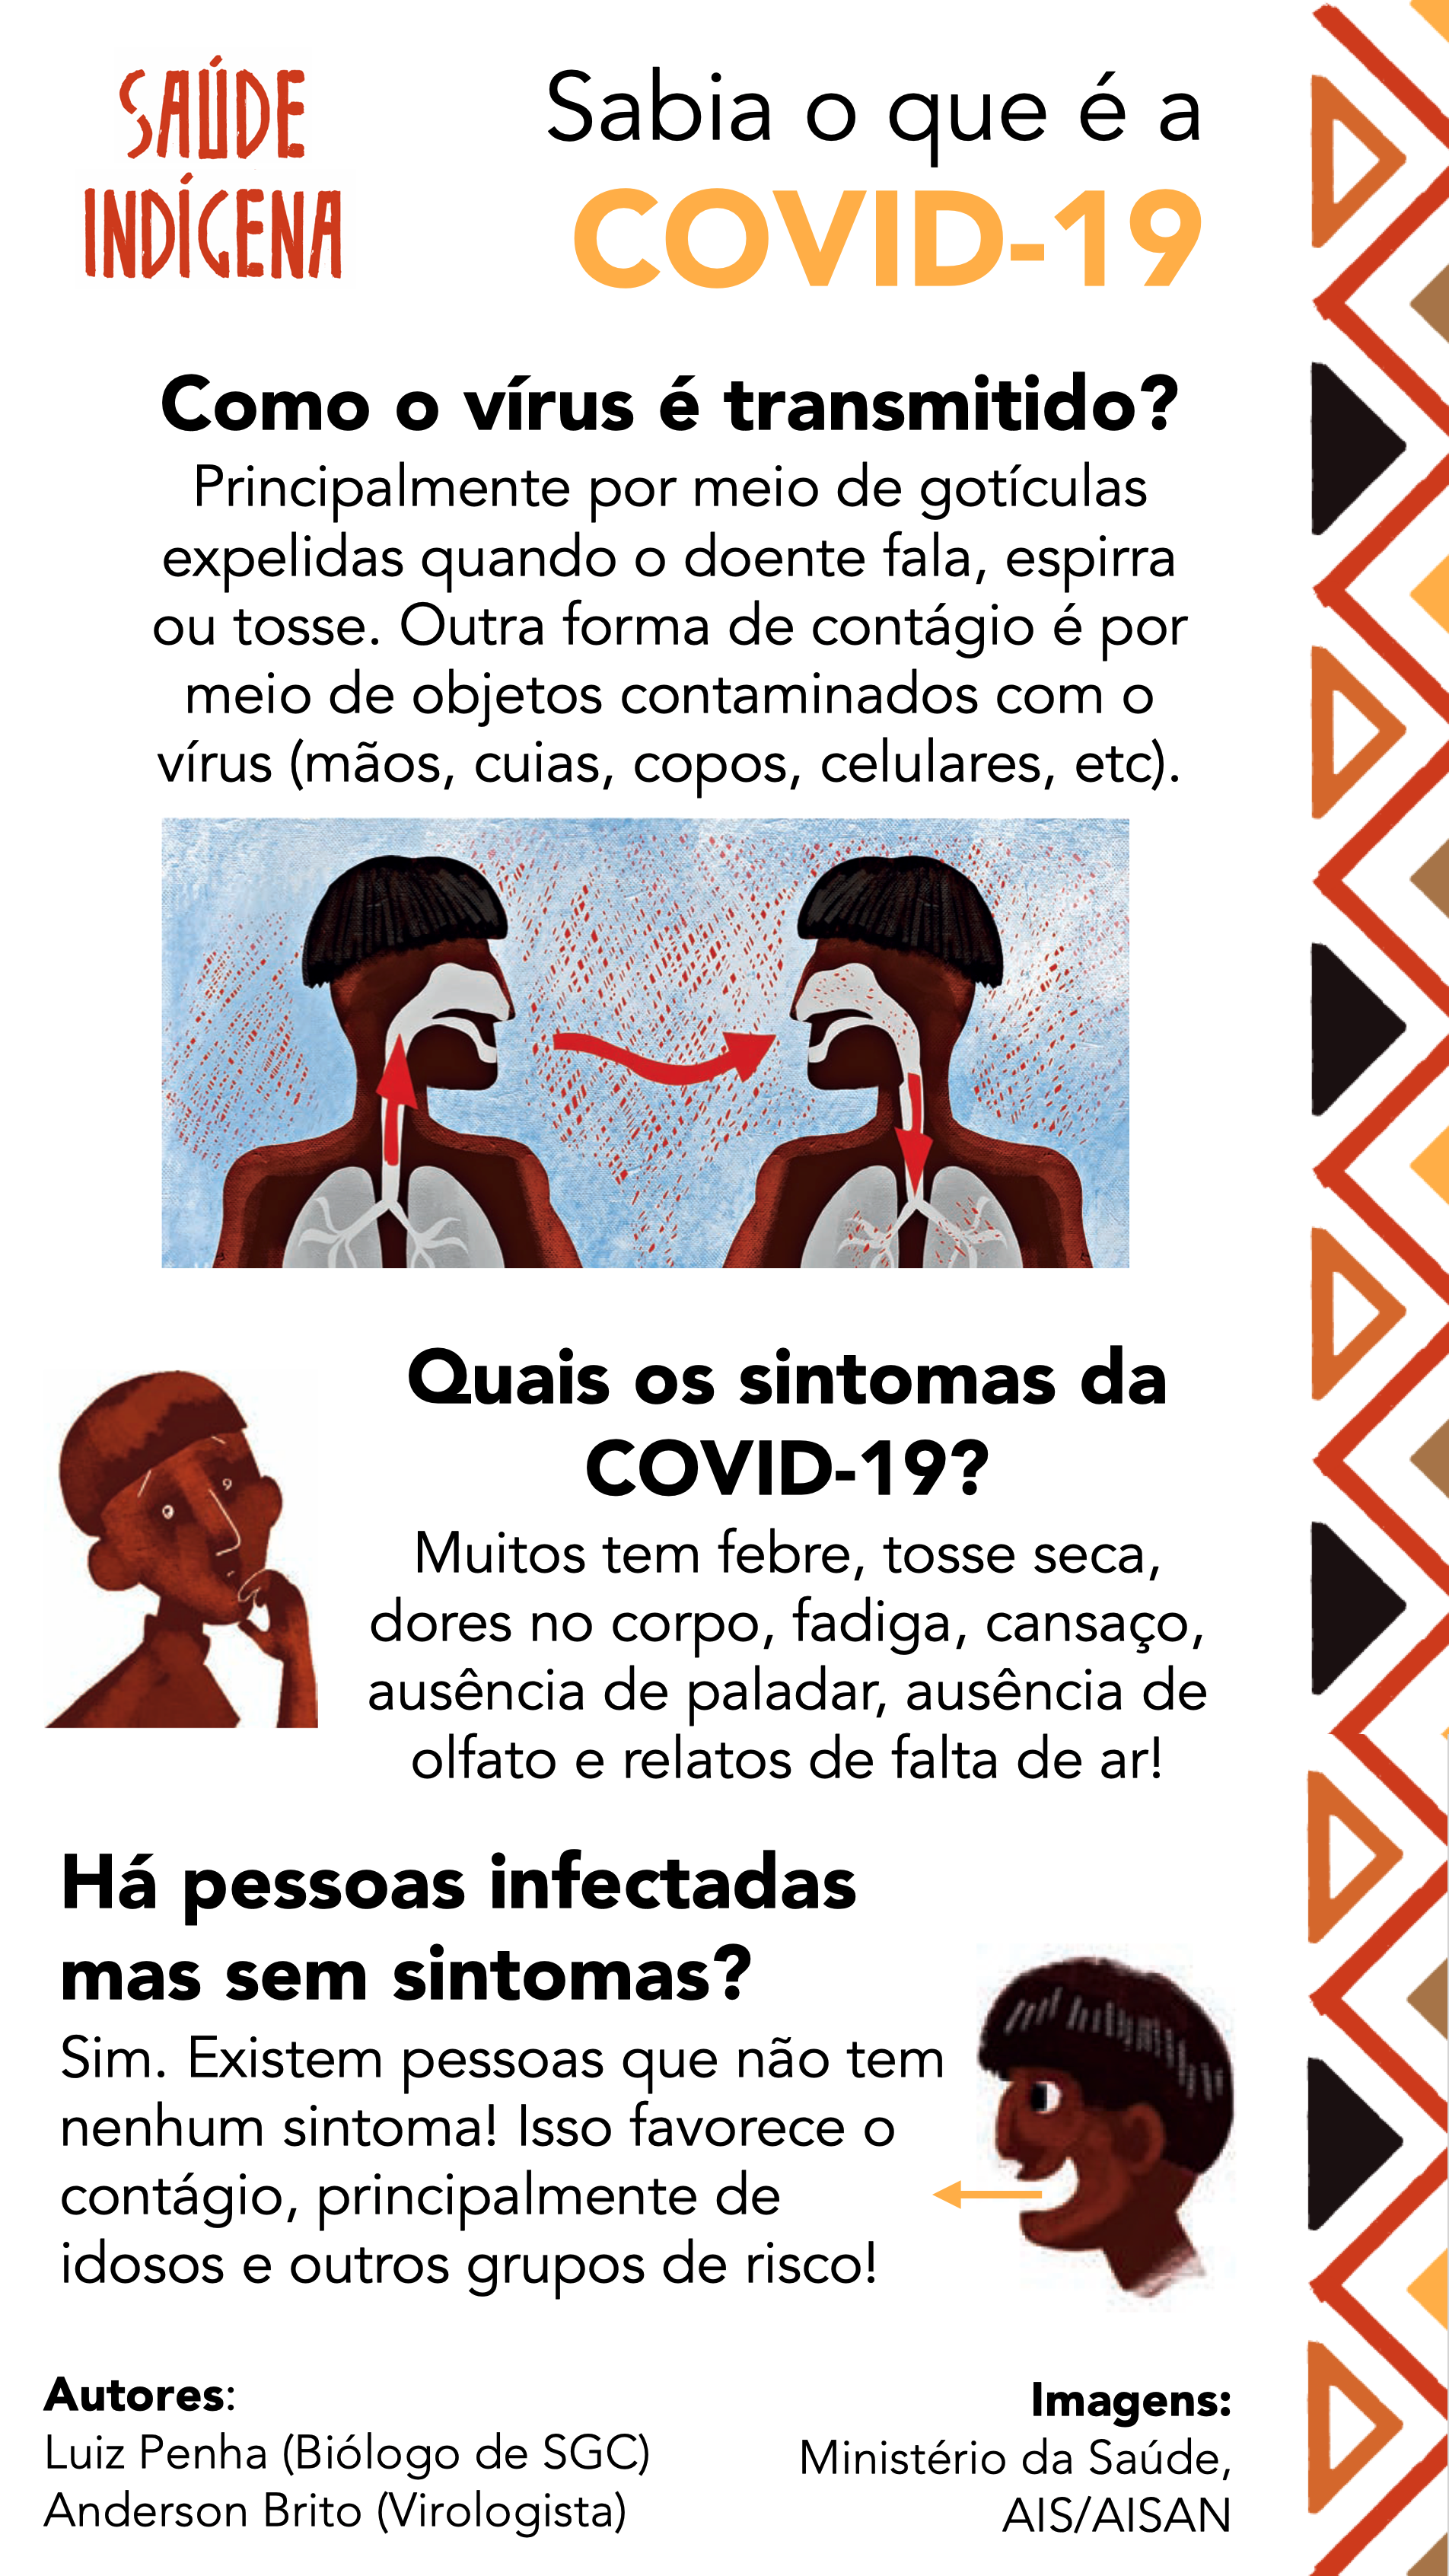 SAÚDE
INDÍGENA
Sabia o que é a
COVID-19
Como o vírus é transmitido?
Principalmente por meio de gotículas
expelidas quando o doente fala, espirra
ou tosse. Outra forma de contágio é por
meio de objetos contaminados com o
vírus (mãos, cuias, copos, celulares, etc).
Quais os sintomas da
COVID-19?
Muitos tem febre, tosse seca,
dores no corpo, fadiga, cansaço,
ausência de paladar, ausência de
olfato e relatos de falta de ar!
Há pessoas infectadas
mas sem sintomas?
Sim. Existem pessoas que não tem
nenhum sintoma! Isso favorece o
contágio, principalmente de
idosos e outros grupos de risco!
Autores:
Luiz Penha (Biólogo de SGC)
Anderson Brito (Virologista)
Imagens:
Ministério da Saúde,
AIS/AISAN